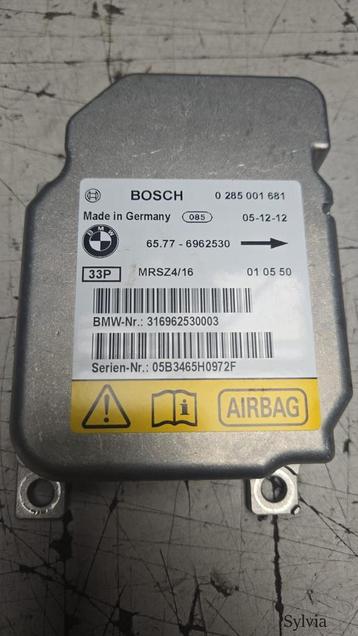 BOSCH 0 285 001 681
Made in Germany 085 05-12-12
BMW 65.77 - 6962530
33P MRSZ4/16 01 05 50
BMW-Nr.: 316962530003
Serien-Nr.: 05B3465H0972F
AIRBAG
Sylvia